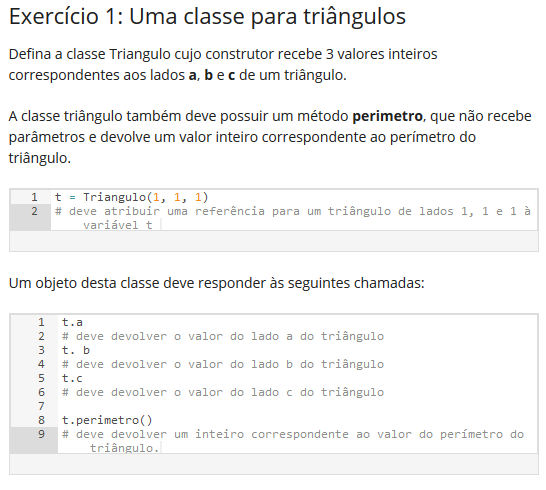 Exercício 1: Uma classe para triângulos
Defina a classe Triangulo cujo construtor recebe 3 valores inteiros
correspondentes aos lados a, b e c de um triângulo.
A classe triângulo também deve possuir um método perimetro, que não recebe
parâmetros e devolve um valor inteiro correspondente ao perímetro do
triângulo.
1 t = Triangulo(1, 1, 1)
2 # deve atribuir uma referência para um triângulo de lados 1, 1 e 1 à
variável t
Um objeto desta classe deve responder às seguintes chamadas:
1 t.a
2 # deve devolver o valor do lado a do triângulo
3 t. b
4 # deve devolver o valor do lado b do triângulo
5 t.c
6 # deve devolver o valor do lado c do triângulo
7
8 t.perimetro()
9 # deve devolver um inteiro correspondente ao valor do perímetro do
triângulo.